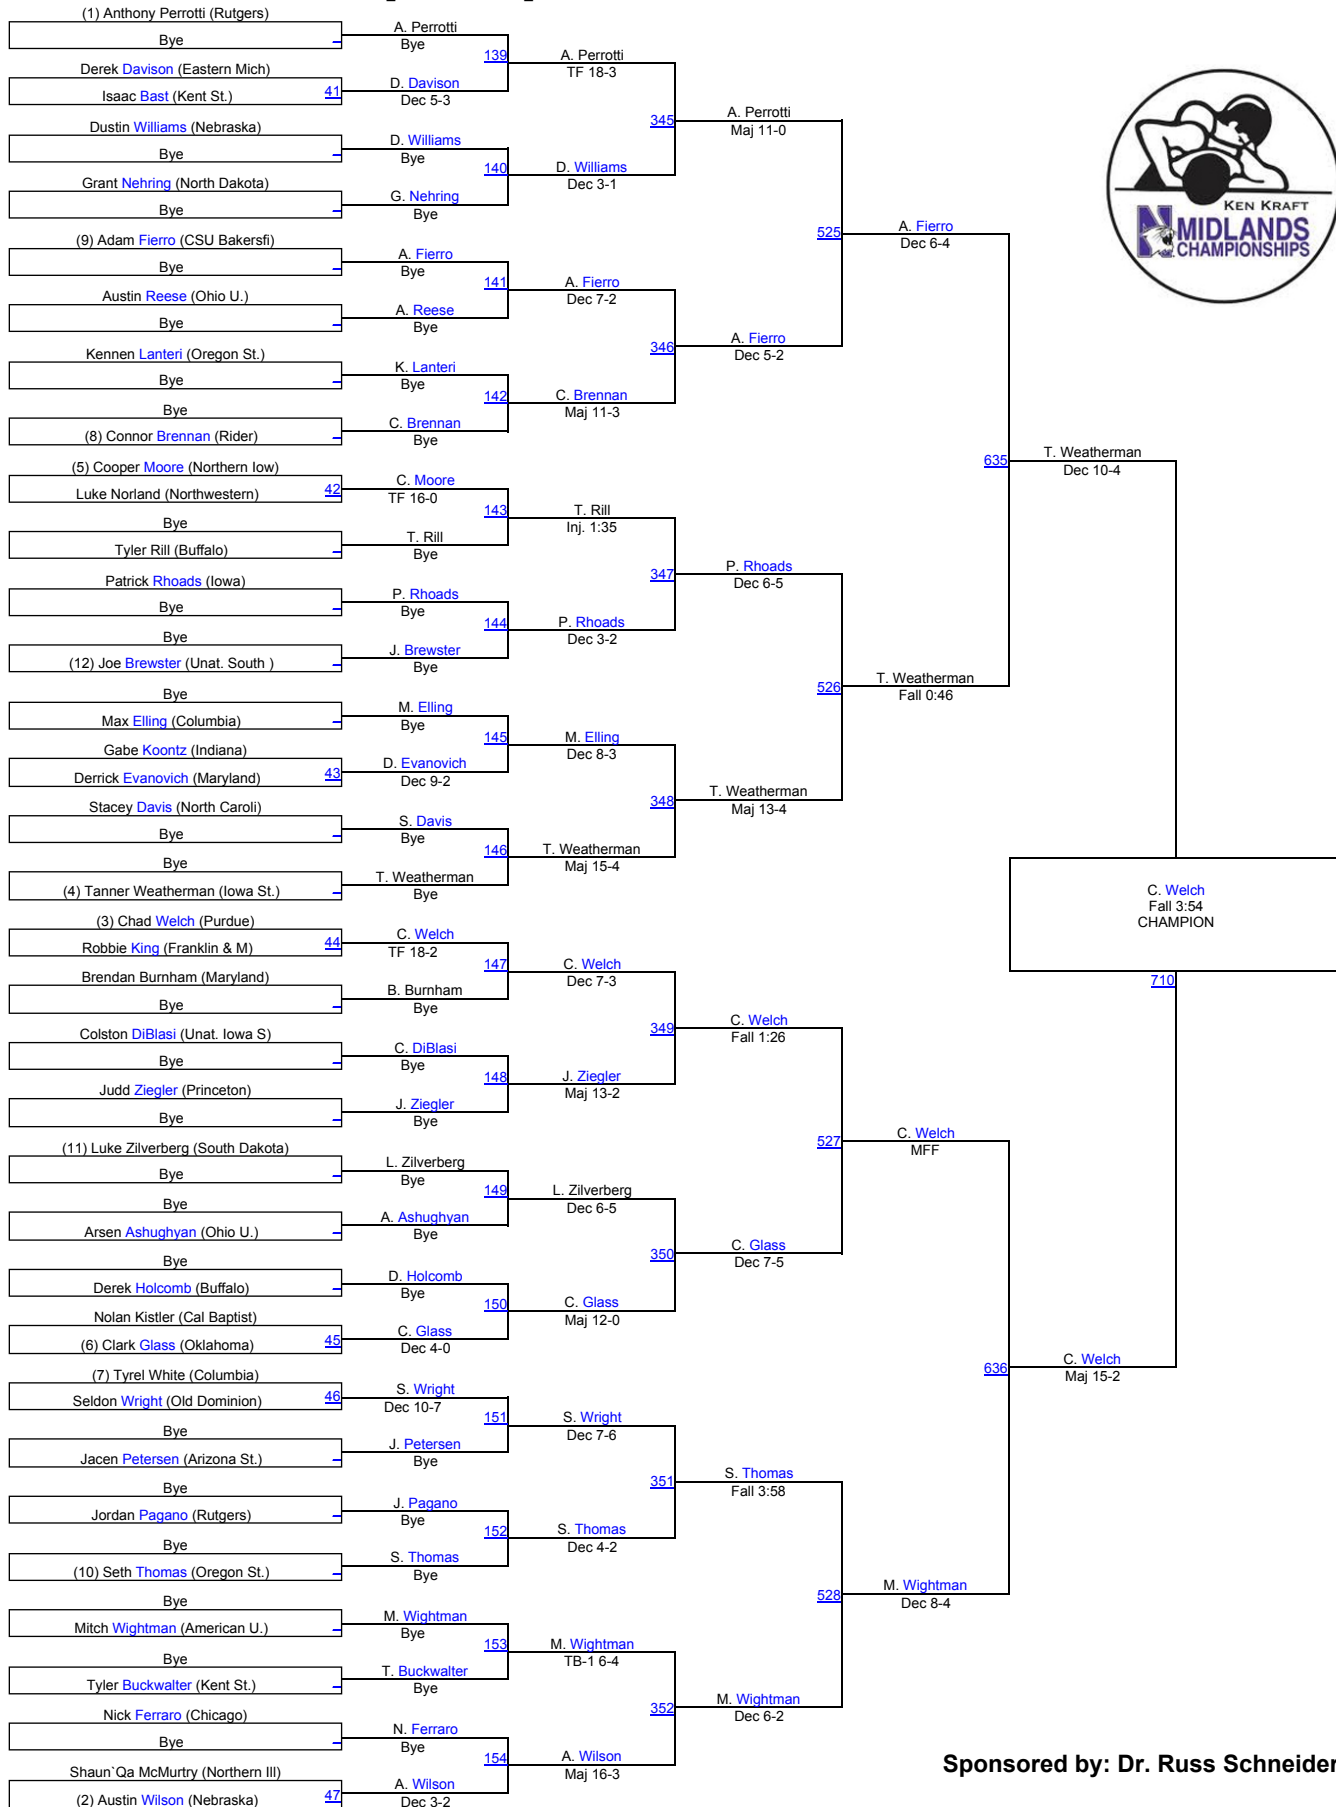 (1) Anthony Perrotti (Rutgers)
Bye
Derek Davison (Eastern Mich)
Isaac Bast (Kent St.)
41
Dustin Williams (Nebraska)
Bye
Grant Nehring (North Dakota)
Bye
(9) Adam Fierro (CSU Bakersfi)
Bye
Austin Reese (Ohio U.)
Bye
Kennen Lanteri (Oregon St.)
Bye
Bye
(8) Connor Brennan (Rider)
(5) Cooper Moore (Northern Iow)
Luke Norland (Northwestern)
42
Bye
Tyler Rill (Buffalo)
Patrick Rhoads (Iowa)
Bye
Bye
(12) Joe Brewster (Unat. South )
Bye
Max Elling (Columbia)
Gabe Koontz (Indiana)
Derrick Evanovich (Maryland)
43
Stacey Davis (North Caroli)
Bye
Bye
(4) Tanner Weatherman (Iowa St.)
(3) Chad Welch (Purdue)
Robbie King (Franklin & M)
44
Brendan Burnham (Maryland)
Bye
Colston DiBlasi (Unat. Iowa S)
Bye
Judd Ziegler (Princeton)
Bye
(11) Luke Zilverberg (South Dakota)
Bye
Bye
Arsen Ashughyan (Ohio U.)
Bye
Derek Holcomb (Buffalo)
Nolan Kistler (Cal Baptist)
(6) Clark Glass (Oklahoma)
45
(7) Tyrel White (Columbia)
Seldon Wright (Old Dominion)
46
Bye
Jacen Petersen (Arizona St.)
Bye
Jordan Pagano (Rutgers)
Bye
(10) Seth Thomas (Oregon St.)
Bye
Mitch Wightman (American U.)
Bye
Tyler Buckwalter (Kent St.)
Nick Ferraro (Chicago)
Bye
Shaun`Qa McMurtry (Northern Ill)
(2) Austin Wilson (Nebraska)
47
A. Perrotti
Bye
139
D. Davison
Dec 5-3
D. Williams
Bye
140
G. Nehring
Bye
A. Fierro
Bye
141
A. Reese
Bye
K. Lanteri
Bye
142
C. Brennan
Bye
C. Moore
TF 16-0
143
T. Rill
Bye
P. Rhoads
Bye
144
J. Brewster
Bye
M. Elling
Bye
145
D. Evanovich
Dec 9-2
S. Davis
Bye
146
T. Weatherman
Bye
C. Welch
TF 18-2
147
B. Burnham
Bye
C. DiBlasi
Bye
148
J. Ziegler
Bye
L. Zilverberg
Bye
149
A. Ashughyan
Bye
D. Holcomb
Bye
150
C. Glass
Dec 4-0
S. Wright
Dec 10-7
151
J. Petersen
Bye
J. Pagano
Bye
152
S. Thomas
Bye
M. Wightman
Bye
153
T. Buckwalter
Bye
N. Ferraro
Bye
154
A. Wilson
Dec 3-2
A. Perrotti
TF 18-3
345
D. Williams
Dec 3-1
A. Fierro
Dec 7-2
346
C. Brennan
Maj 11-3
T. Rill
Inj. 1:35
347
P. Rhoads
Dec 3-2
M. Elling
Dec 8-3
348
T. Weatherman
Maj 15-4
C. Welch
Dec 7-3
349
J. Ziegler
Maj 13-2
L. Zilverberg
Dec 6-5
350
C. Glass
Maj 12-0
S. Wright
Dec 7-6
351
S. Thomas
Dec 4-2
M. Wightman
TB-1 6-4
352
A. Wilson
Maj 16-3
A. Perrotti
Maj 11-0
525
A. Fierro
Dec 5-2
P. Rhoads
Dec 6-5
526
T. Weatherman
Maj 13-4
C. Welch
Fall 1:26
527
C. Glass
Dec 7-5
S. Thomas
Fall 3:58
528
M. Wightman
Dec 6-2
A. Fierro
Dec 6-4
635
T. Weatherman
Fall 0:46
C. Welch
MFF
636
M. Wightman
Dec 8-4
T. Weatherman
Dec 10-4
C. Welch
Fall 3:54
CHAMPION
710
C. Welch
Maj 15-2
KEN KRAFT
N MIDLANDS
CHAMPIONSHIPS
Sponsored by: Dr. Russ Schneider